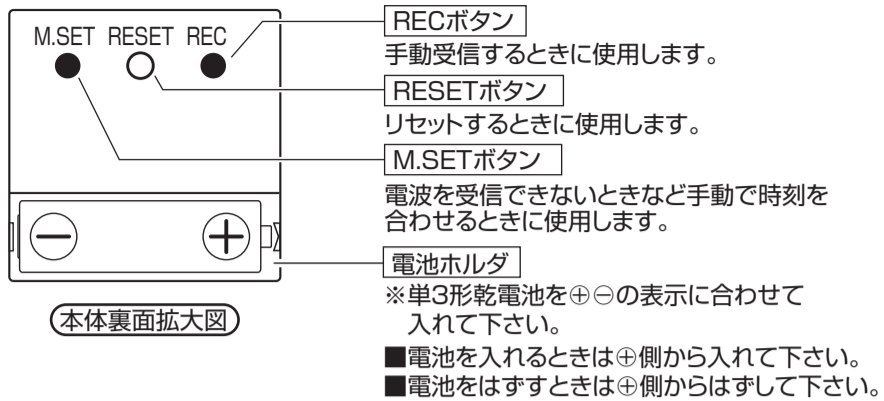 M.SET RESET REC
RECボタン
手動受信するときに使用します。
RESETボタン
リセットするときに使用します。
M.SETボタン
電波を受信できないときなど手動で時刻を
合わせるときに使用します。
電池ホルダ
※単3形乾電池を⊕⊖の表示に合わせて
入れて下さい。
■電池を入れるときは⊕側から入れて下さい。
■電池をはずすときは⊕側からはずして下さい。
⊖ ⊕
本体裏面拡大図